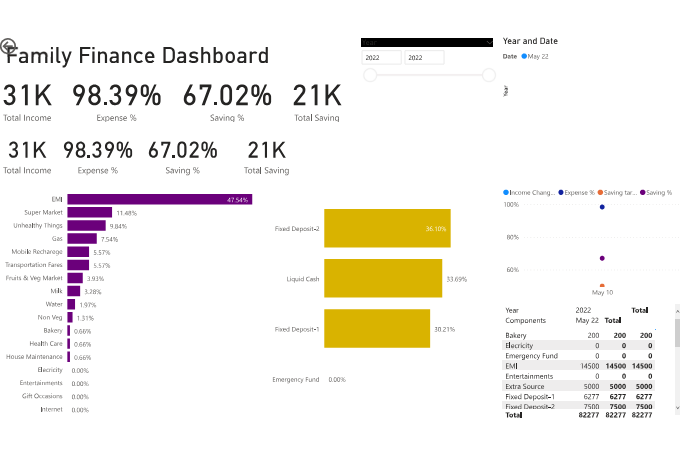 Family Finance Dashboard
31K 98.39% 67.02% 21K
Total Income Expense % Saving % Total Saving
31K 98.39% 67.02% 21K
Total Income Expense % Saving % Total Saving
Year
2022 2022
Year and Date
Date May 22
Year
EMI 47.54%
Super Market 11.48%
Unhealthy Things 9.84%
Gas 7.54%
Mobile Recharege 5.57%
Transportation Fares 5.57%
Fruits & Veg Market 3.93%
Milk 3.28%
Water 1.97%
Non Veg 1.31%
Bakery 0.66%
Health Care 0.66%
House Maintenance 0.66%
Elecricity 0.00%
Entertainments 0.00%
Gift Occasions 0.00%
Internet 0.00%
Fixed Deposit-2 36.10%
Liquid Cash 33.69%
Fixed Deposit-1 30.21%
Emergency Fund 0.00%
Income Chang... Expense % Saving tar... Saving %
100%
80%
60%
May 10
Year 2022 Total
Components May 22 Total
Bakery 200 200 200
Elecricity 0 0 0
Emergency Fund 0 0 0
EMI 14500 14500 14500
Entertainments 0 0 0
Extra Source 5000 5000 5000
Fixed Deposit-1 6277 6277 6277
Fixed Deposit-2 7500 7500 7500
Total 82277 82277 82277